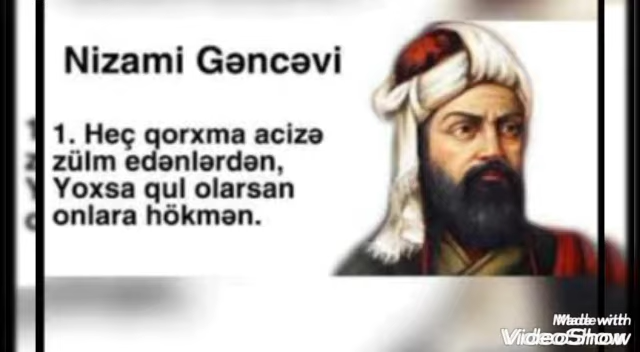 Nizami Gəncəvi
1. Heç qorxma acizə
zülm edənlərdən,
Yoxsa qul olarsan
onlara hökmən.
Made with
VideoShow